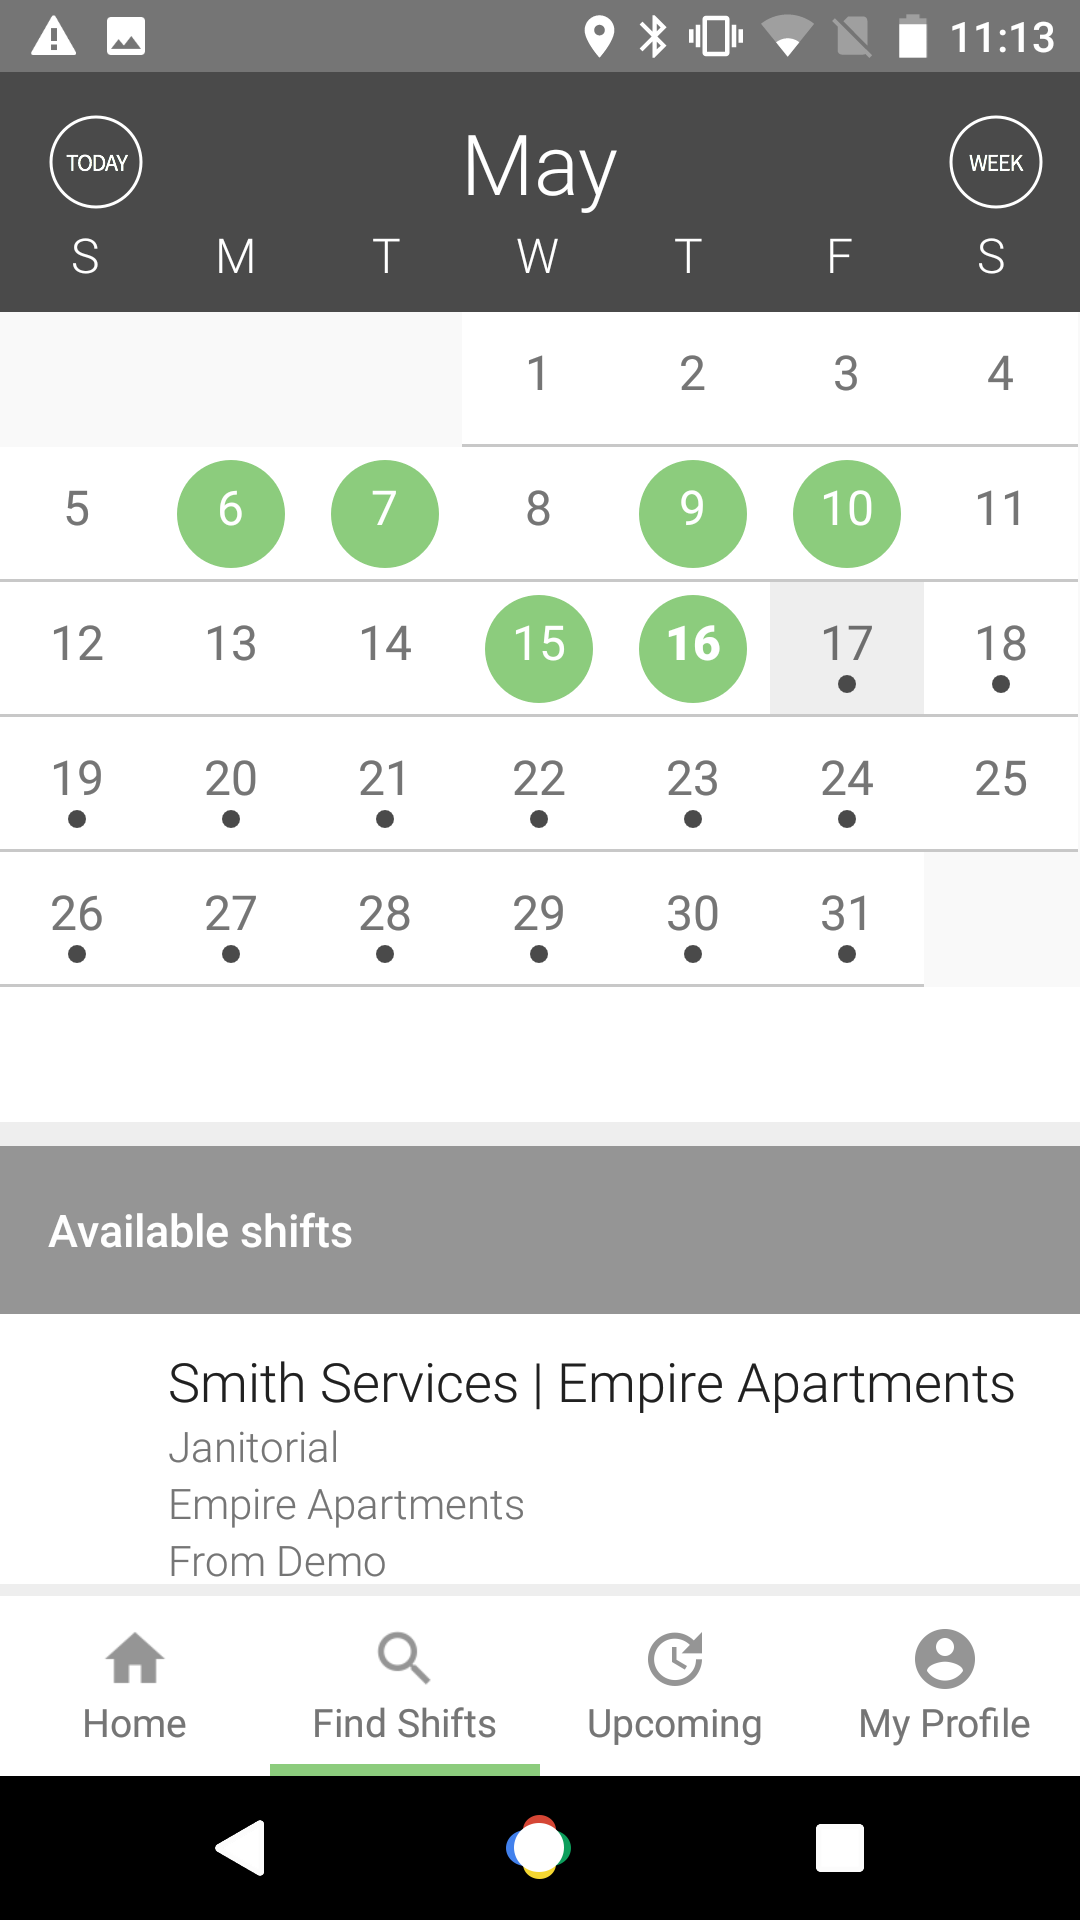 11:13
TODAY May WEEK
S M T W T F S
1 2 3 4
5 6 7 8 9 10 11
12 13 14 15 16 17 18
19 20 21 22 23 24 25
26 27 28 29 30 31
Available shifts
Smith Services | Empire Apartments
Janitorial
Empire Apartments
From Demo
Home Find Shifts Upcoming My Profile